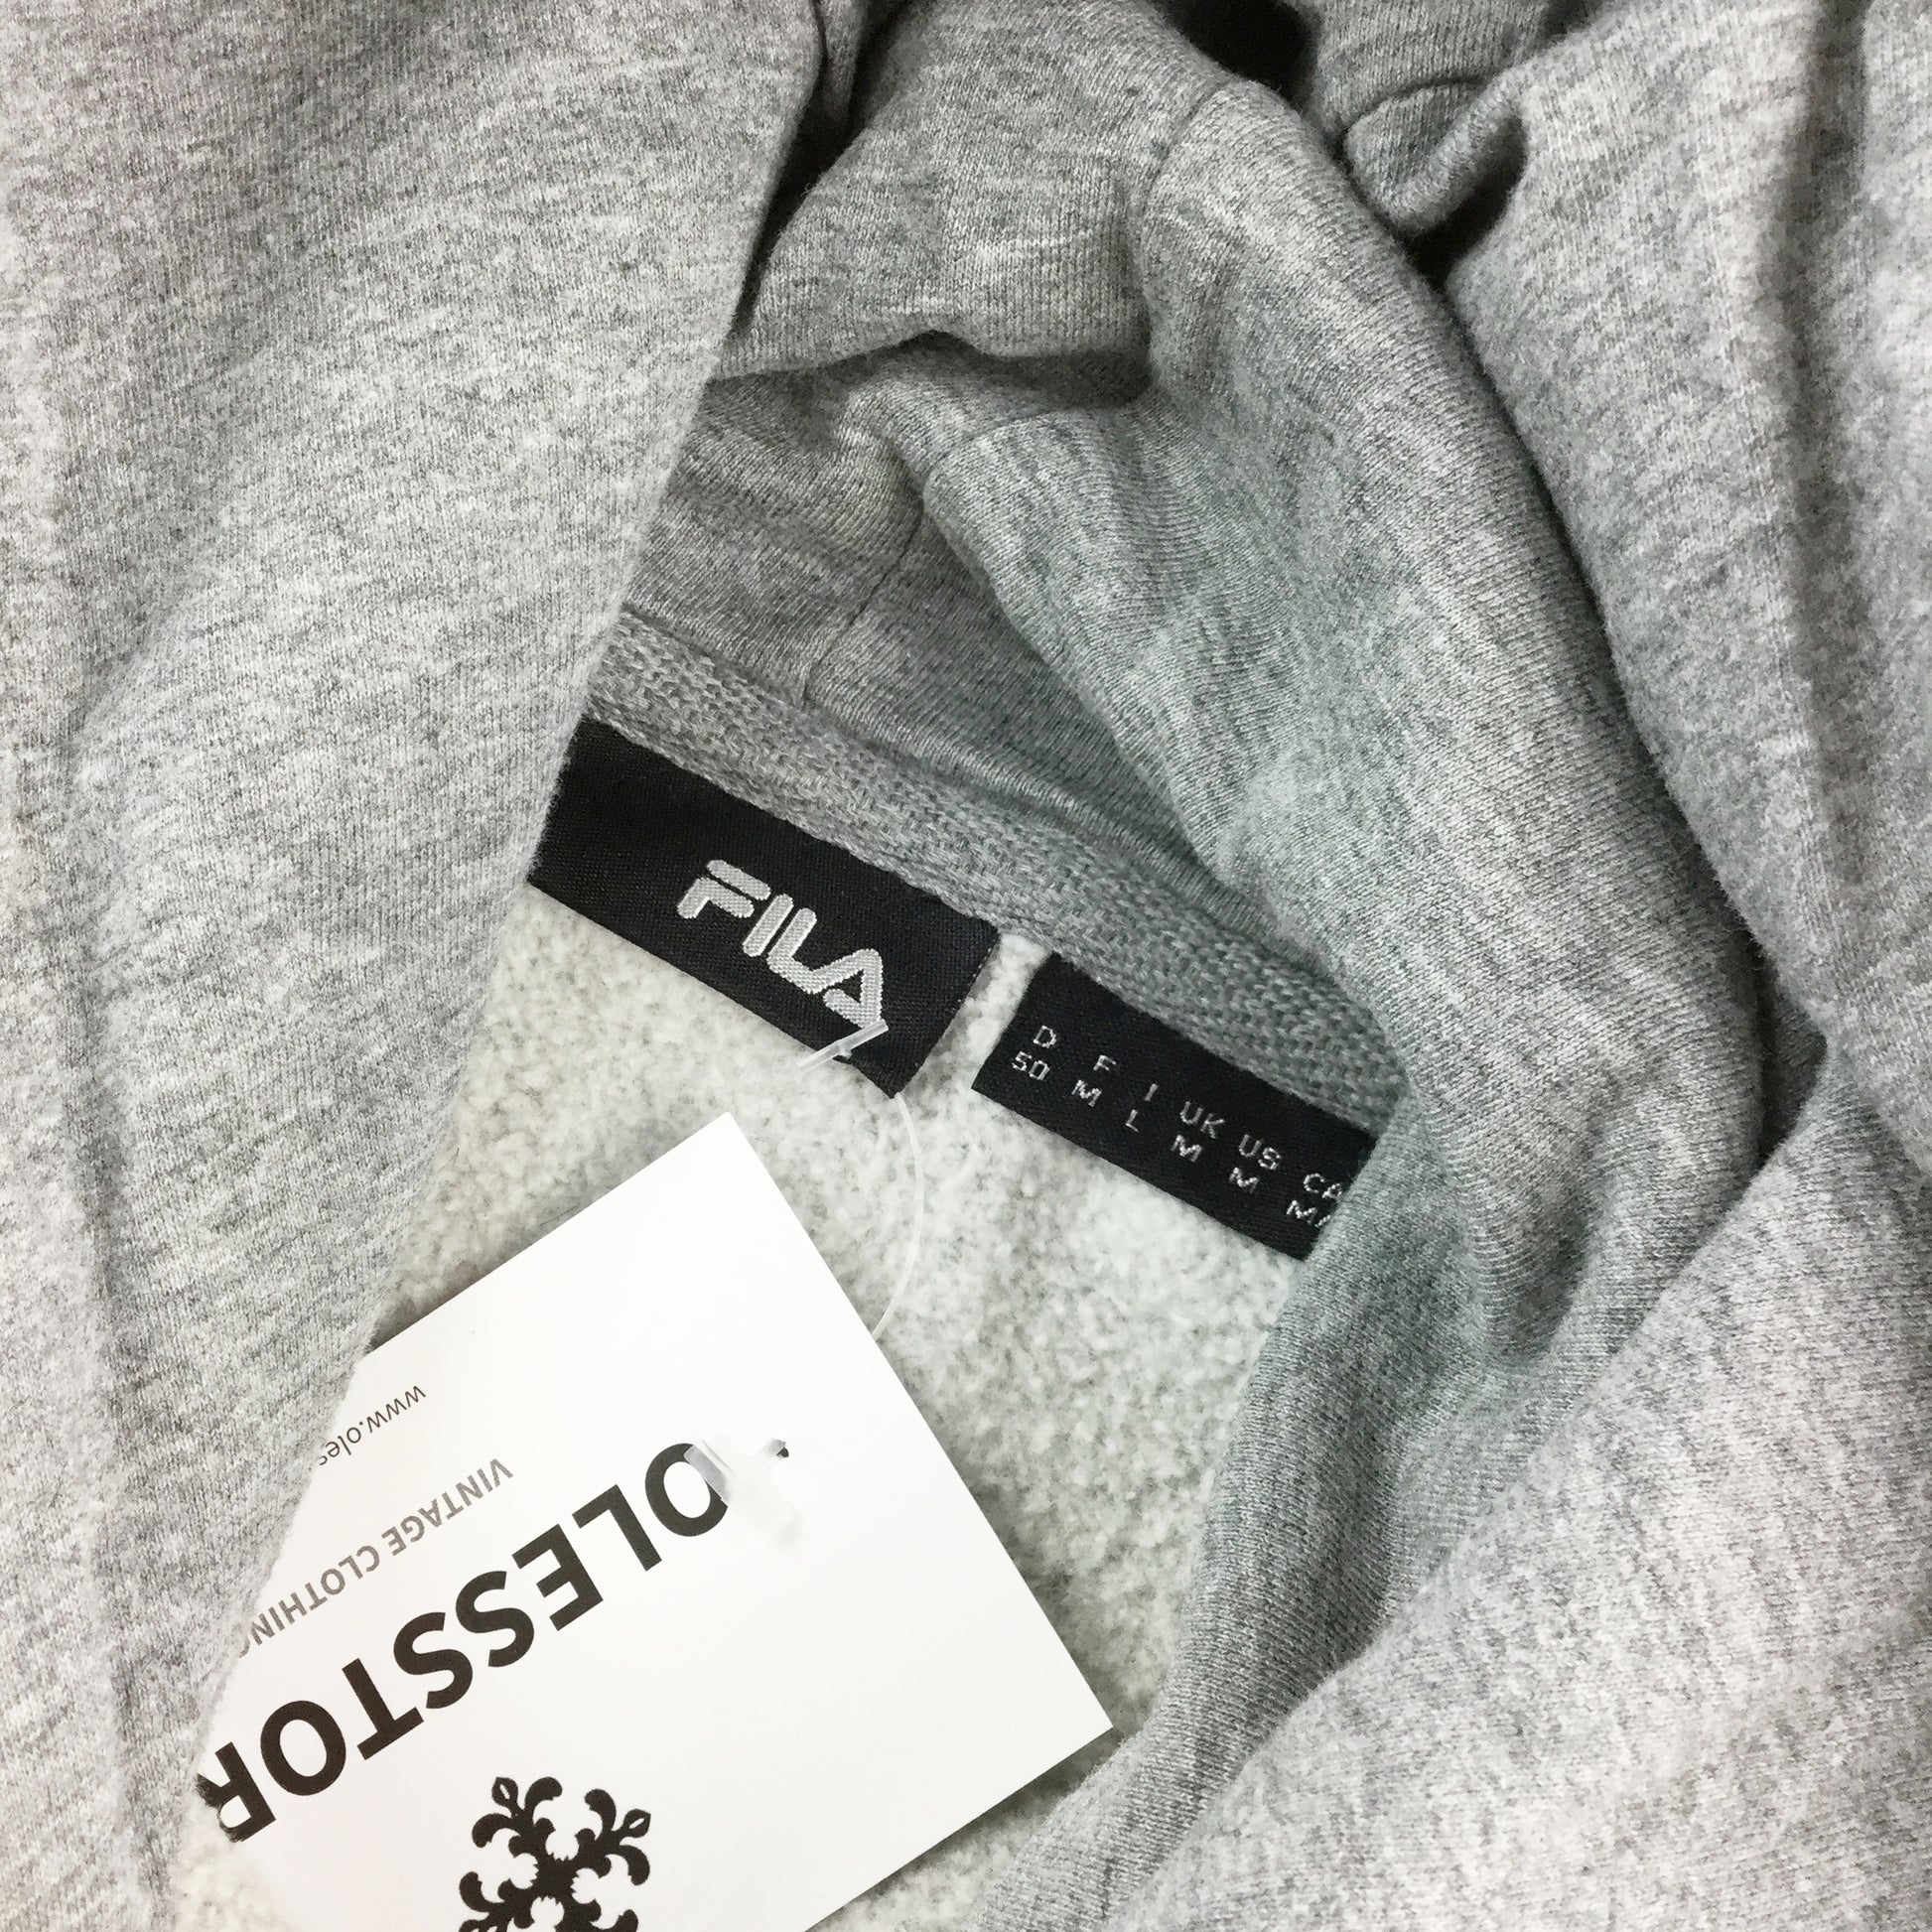 FILA
D F I UK US CA
50 M L M M MA
OLESSTOR
VINTAGE CLOTHING
www.oles